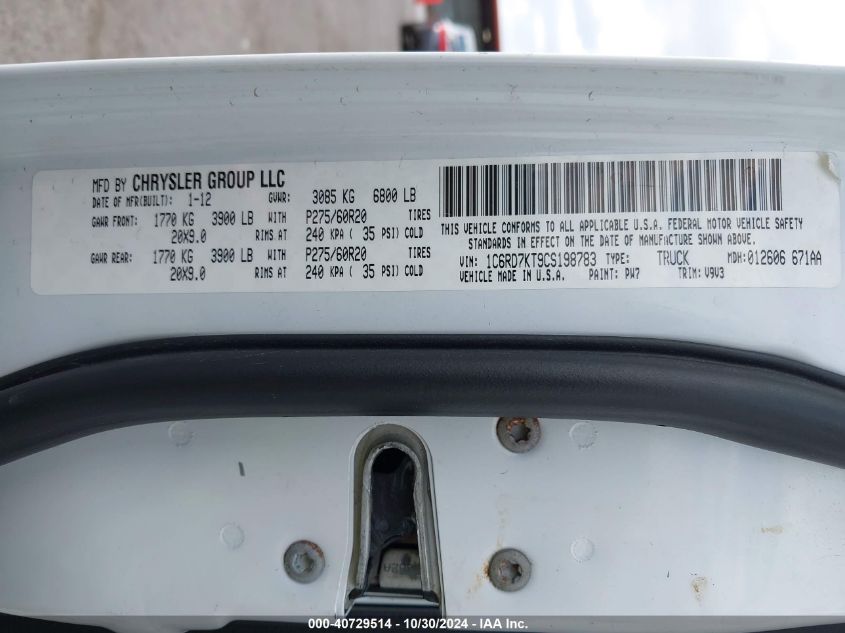 MFD BY CHRYSLER GROUP LLC
DATE OF MFR(BUILT): 1-12 GVWR: 3085 KG 6800 LB
GAWR FRONT: 1770 KG 3900 LB WITH P275/60R20 TIRES
20X9.0 RIMS AT 240 KPA ( 35 PSI) COLD
GAWR REAR: 1770 KG 3900 LB WITH P275/60R20 TIRES
20X9.0 RIMS AT 240 KPA ( 35 PSI) COLD
THIS VEHICLE CONFORMS TO ALL APPLICABLE U.S.A. FEDERAL MOTOR VEHICLE SAFETY
STANDARDS IN EFFECT ON THE DATE OF MANUFACTURE SHOWN ABOVE.
VIN: 1C6RD7KT9CS198783 TYPE: TRUCK MDH:012606 671AA
VEHICLE MADE IN U.S.A. PAINT: PW7 TRIM: V9V3
000-40729514 - 10/30/2024 - IAA Inc.